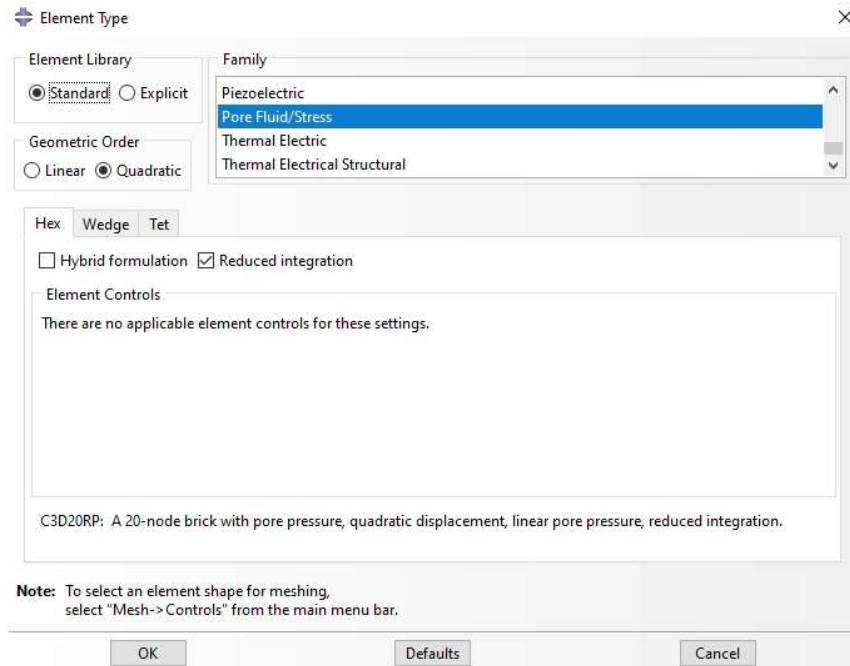 Element Type
Element Library
Standard Explicit
Geometric Order
Linear Quadratic
Family
Piezoelectric
Pore Fluid/Stress
Thermal Electric
Thermal Electrical Structural
Hex Wedge Tet
Hybrid formulation Reduced integration
Element Controls
There are no applicable element controls for these settings.
C3D20RP: A 20-node brick with pore pressure, quadratic displacement, linear pore pressure, reduced integration.
Note: To select an element shape for meshing,
select "Mesh->Controls" from the main menu bar.
OK Defaults Cancel